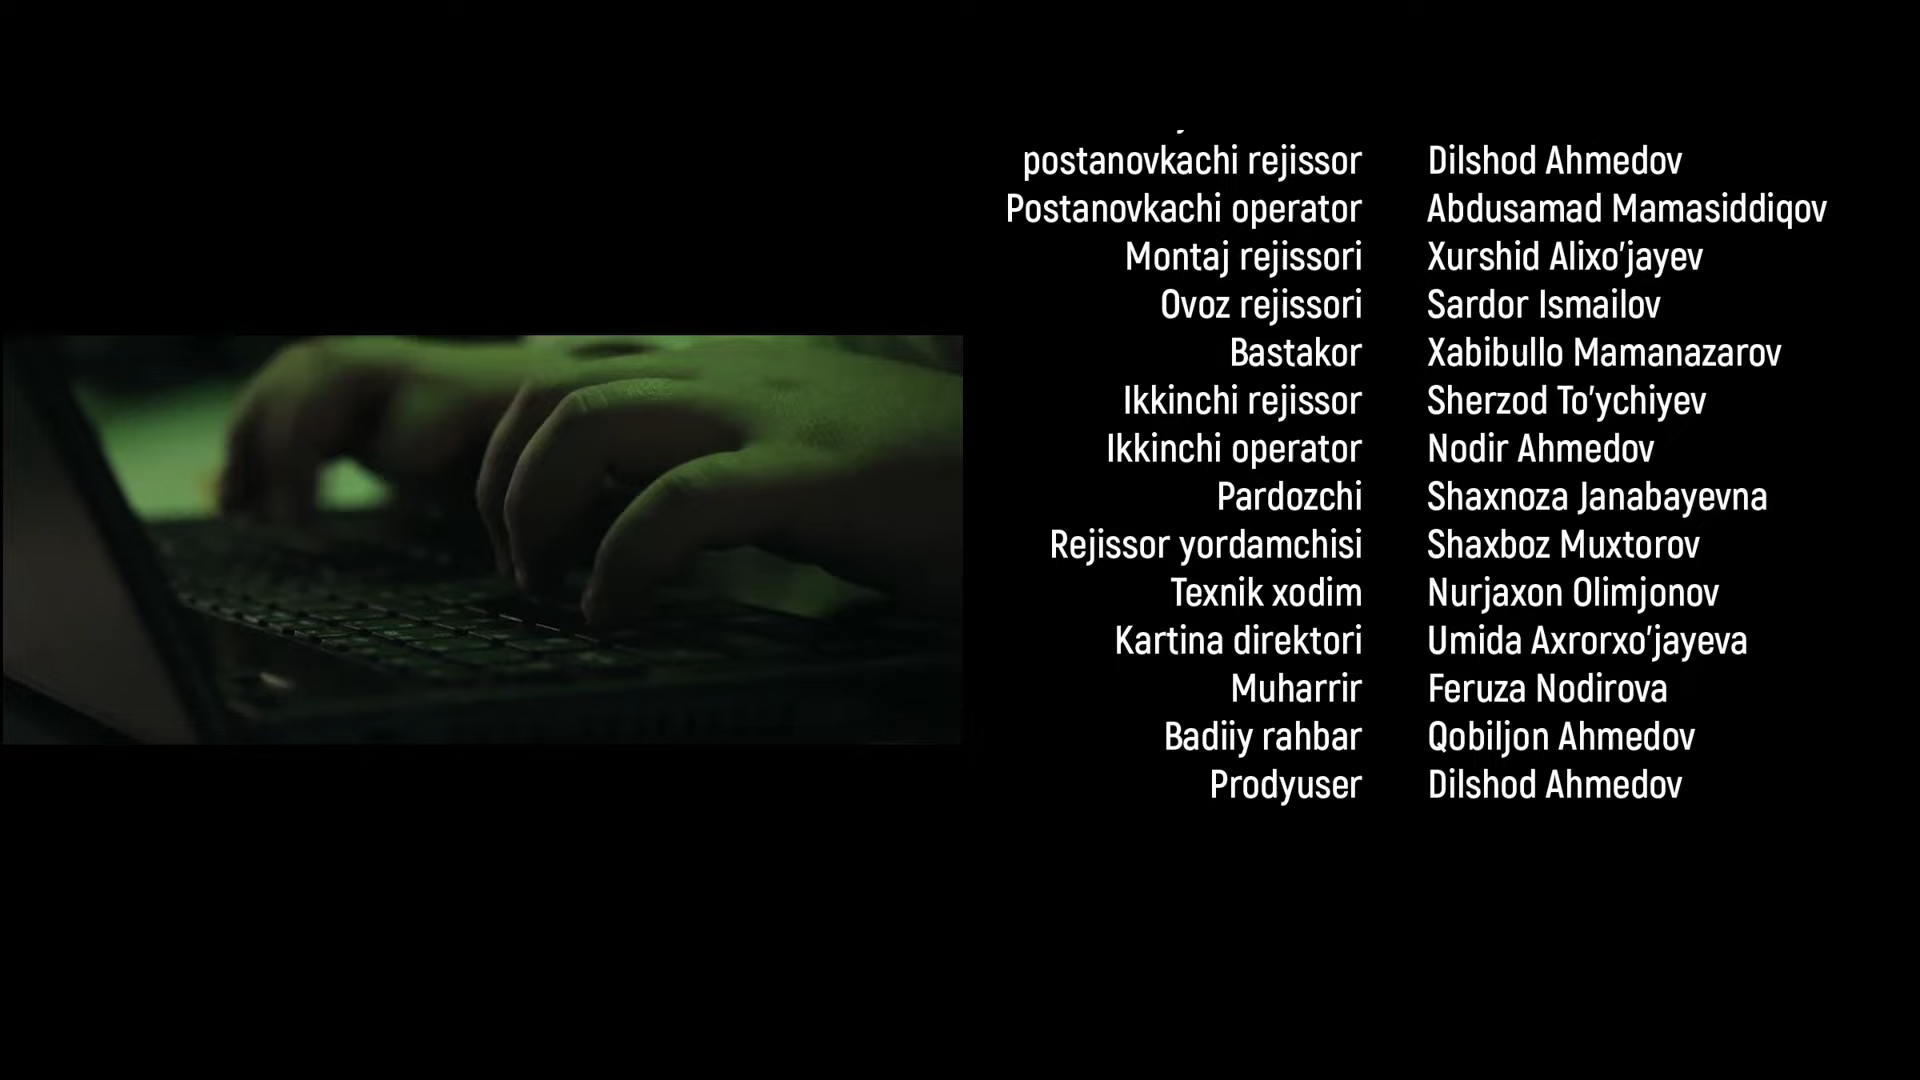 postanovkachi rejissor Dilshod Ahmedov
Postanovkachi operator Abdusamad Mamasiddiqov
Montaj rejissori Xurshid Alixo'jayev
Ovoz rejissori Sardor Ismailov
Bastakor Xabibullo Mamanazarov
Ikkinchi rejissor Sherzod To'ychiyev
Ikkinchi operator Nodir Ahmedov
Pardozchi Shaxnoza Janabayevna
Rejissor yordamchisi Shaxboz Muxtorov
Texnik xodim Nurjaxon Olimjonov
Kartina direktori Umida Axrorxo'jayeva
Muharrir Feruza Nodirova
Badiiy rahbar Qobiljon Ahmedov
Prodyuser Dilshod Ahmedov